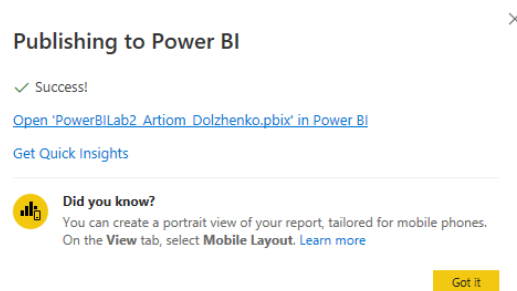 Publishing to Power BI
Success!
Open 'PowerBILab2_Artiom_Dolzhenko.pbix' in Power BI
Get Quick Insights
Did you know?
You can create a portrait view of your report, tailored for mobile phones.
On the View tab, select Mobile Layout. Learn more
Got it